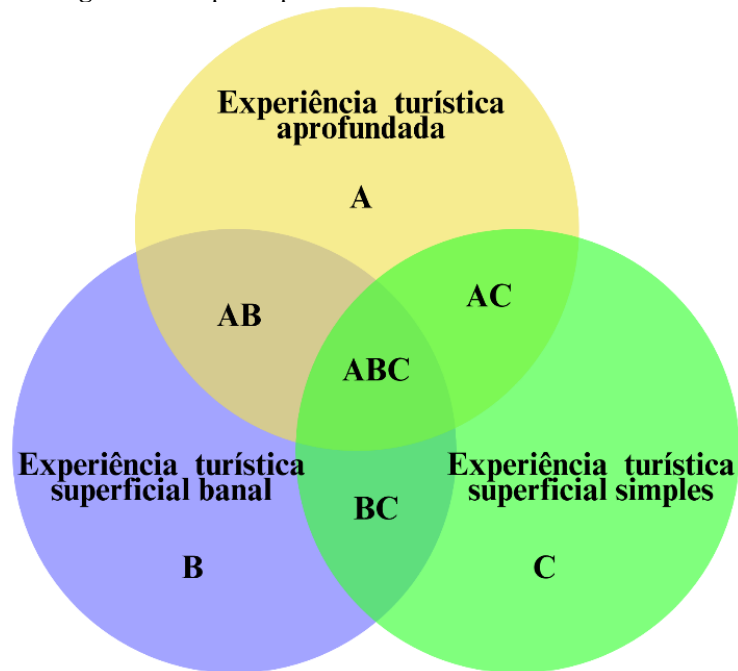 Experiência turística
aprofundada
A
AB
AC
ABC
Experiência turística
superficial banal
Experiência turística
superficial simples
BC
B
C